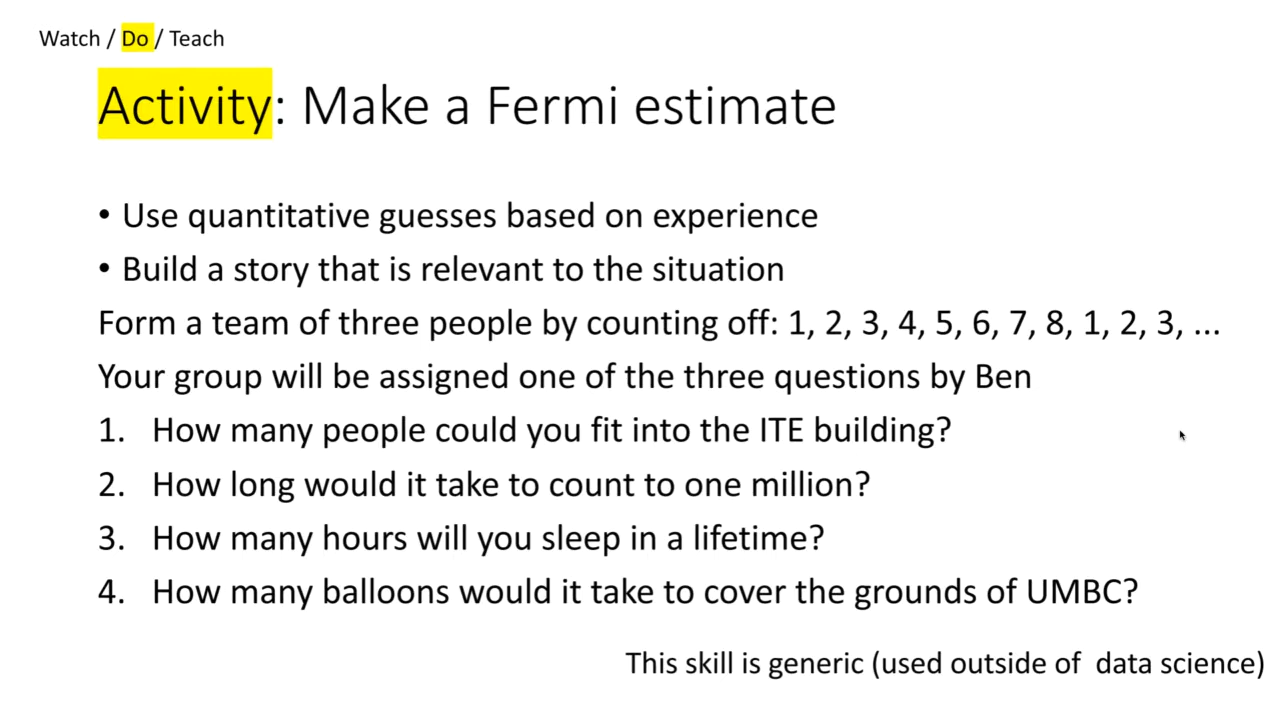 Watch / Do / Teach
Activity: Make a Fermi estimate
• Use quantitative guesses based on experience
• Build a story that is relevant to the situation
Form a team of three people by counting off: 1, 2, 3, 4, 5, 6, 7, 8, 1, 2, 3, ...
Your group will be assigned one of the three questions by Ben
1. How many people could you fit into the ITE building?
2. How long would it take to count to one million?
3. How many hours will you sleep in a lifetime?
4. How many balloons would it take to cover the grounds of UMBC?
This skill is generic (used outside of data science)